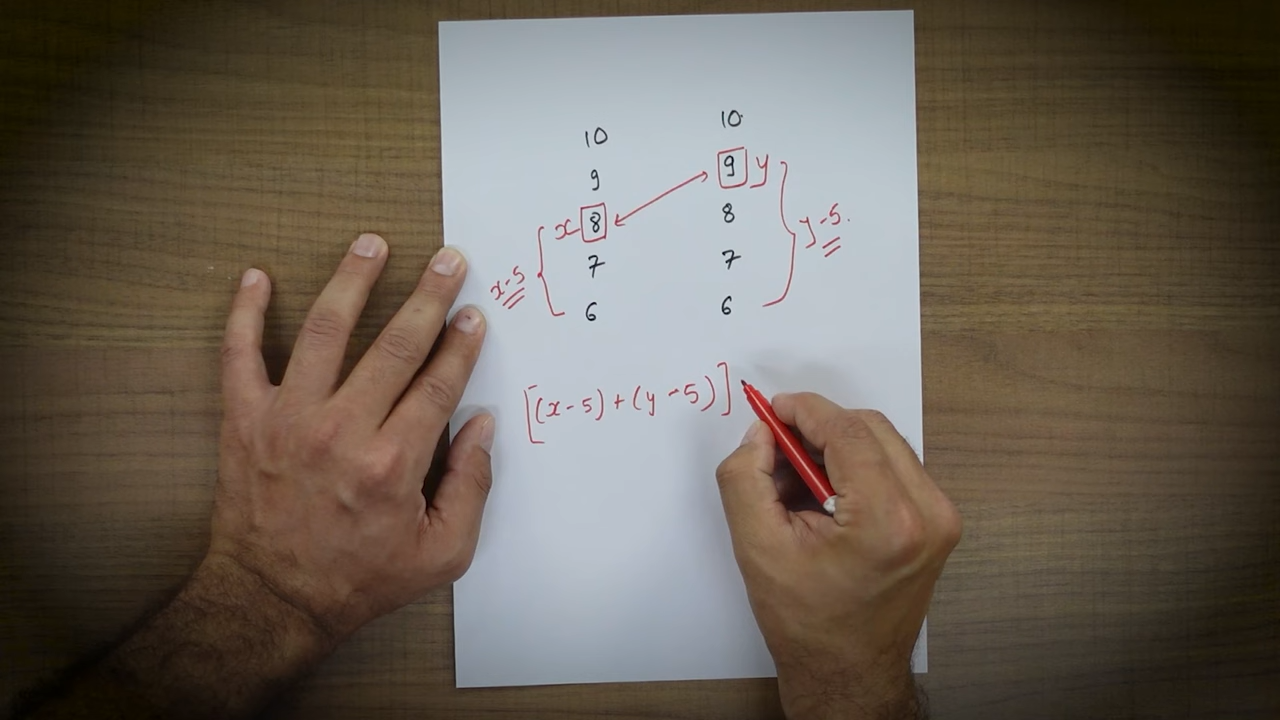 10 10
9 9 y
x 8 8 y-5.
x-5 7 7
6 6
[(x-5)+(y-5)]